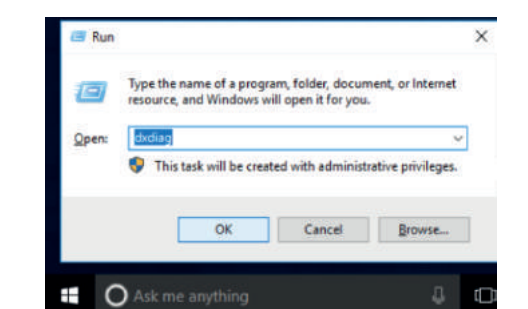 Run
Type the name of a program, folder, document, or Internet
resource, and Windows will open it for you.
Open: dxdiag
This task will be created with administrative privileges.
OK Cancel Browse...
Ask me anything